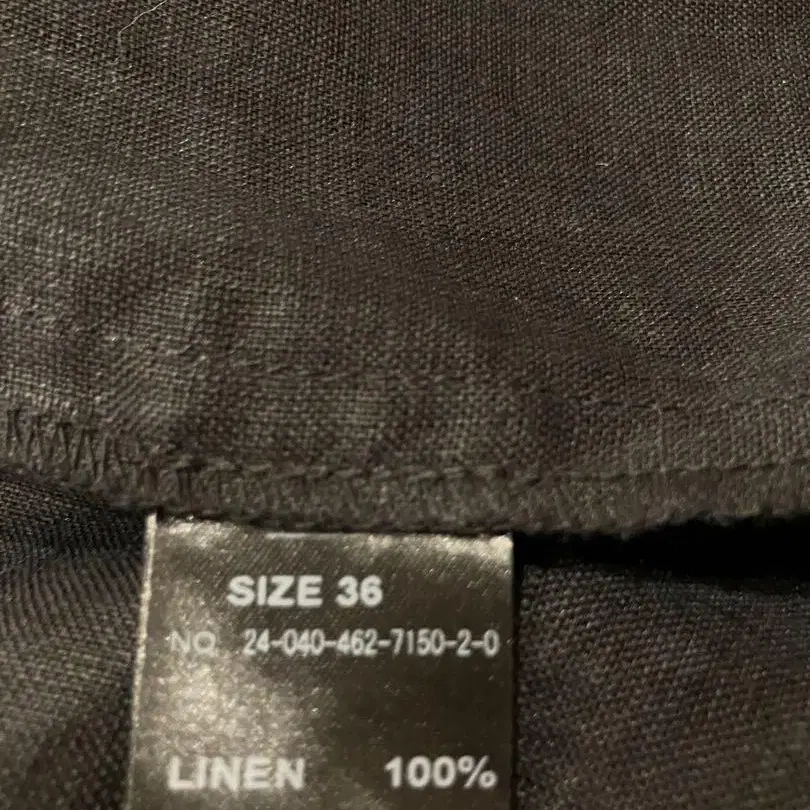 SIZE 36
NO. 24-040-462-7150-2-0
LINEN 100%